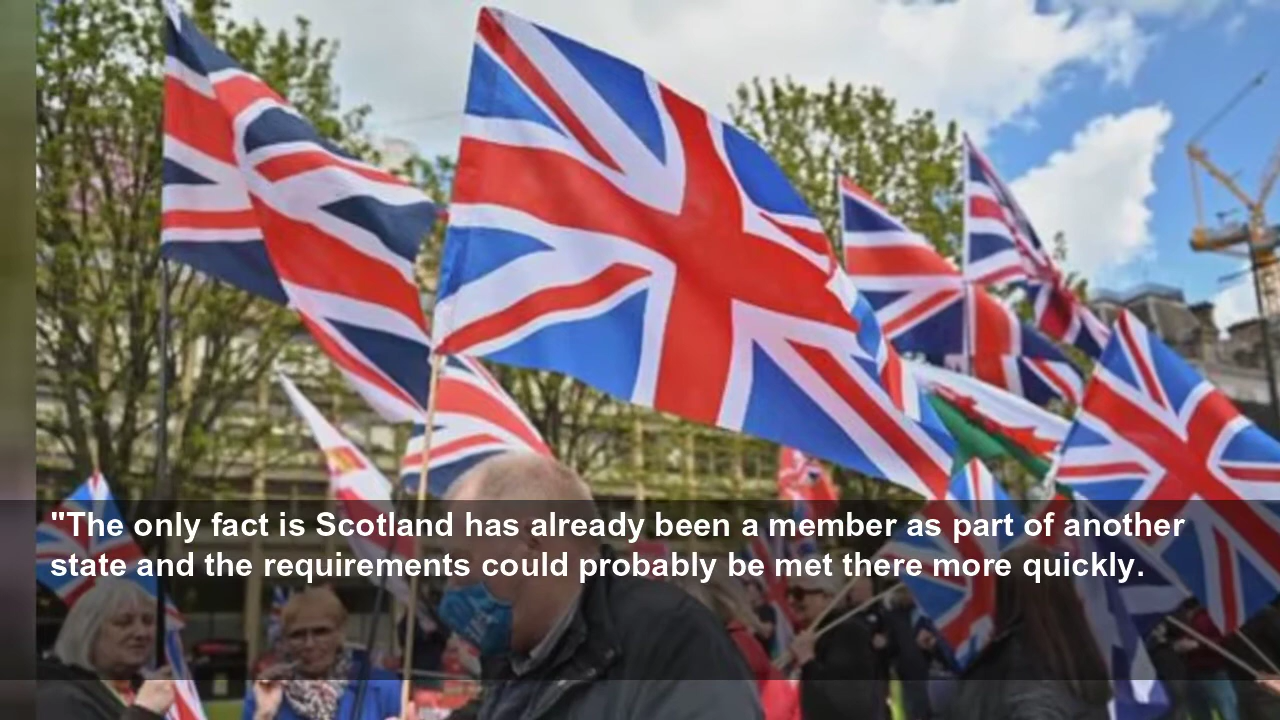 "The only fact is Scotland has already been a member as part of another
state and the requirements could probably be met there more quickly.